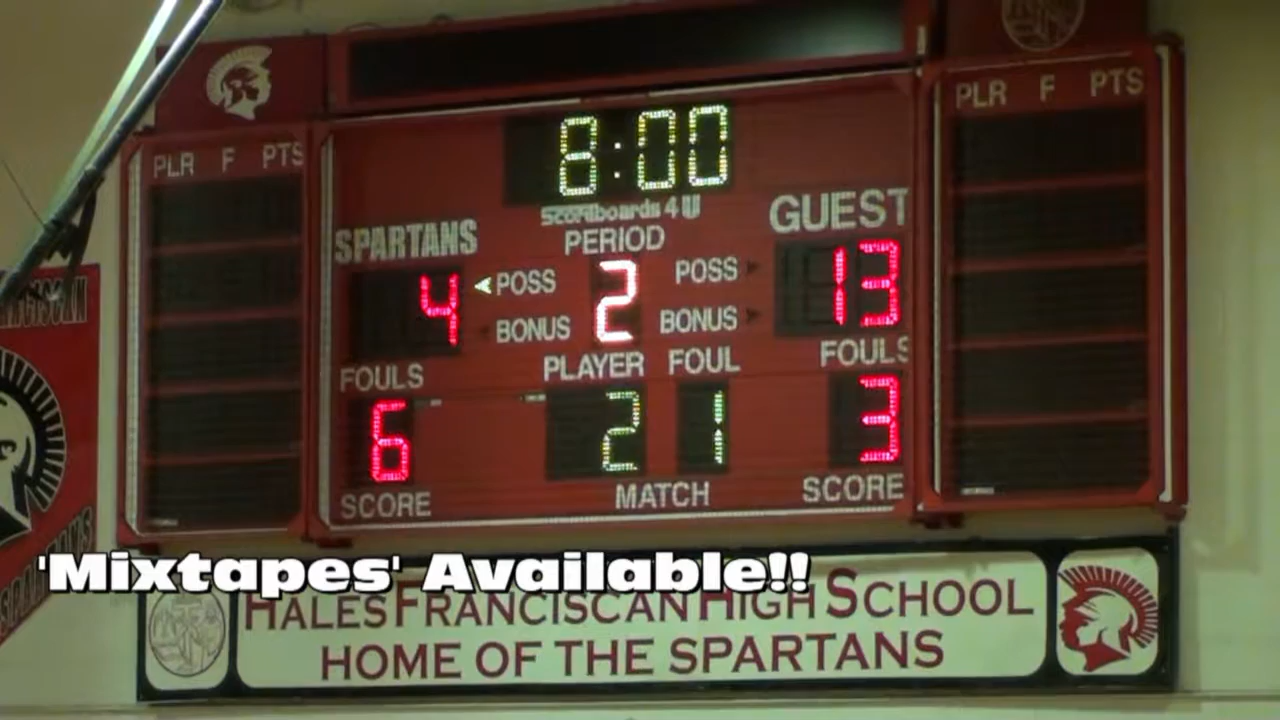 PLR F PTS
8:00
PLR F PTS
Scoreboards 4 U
SPARTANS
PERIOD
GUEST
4
POSS
2
POSS
13
BONUS
BONUS
FOULS
PLAYER FOUL
FOULS
6
2
1
3
SCORE
MATCH
SCORE
'Mixtapes' Available!!
HALES FRANCISCAN HIGH SCHOOL
HOME OF THE SPARTANS